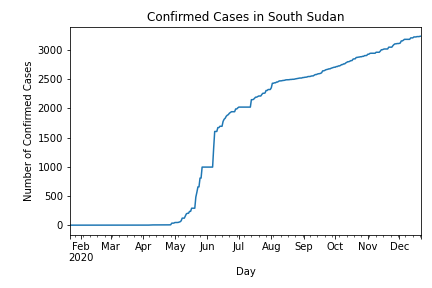 Confirmed Cases in South Sudan
Number of Confirmed Cases
3000
2500
2000
1500
1000
500
0
Feb Mar Apr May Jun Jul Aug Sep Oct Nov Dec
2020
Day